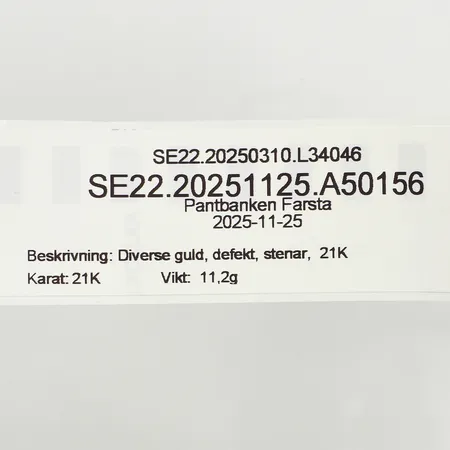 SE22.20250310.L34046
SE22.20251125.A50156
Pantbanken Farsta
2025-11-25
Beskrivning: Diverse guld, defekt, stenar, 21K
Karat: 21K Vikt: 11,2g